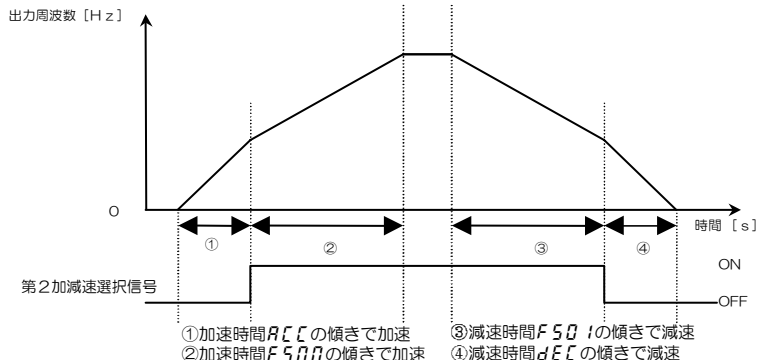 出力周波数 [Hz]
0
時間 [s]
① ② ③ ④
第2加減速選択信号
ON
OFF
①加速時間ACCの傾きで加速 ③減速時間F501の傾きで減速
②加速時間F500の傾きで加速 ④減速時間dECの傾きで減速